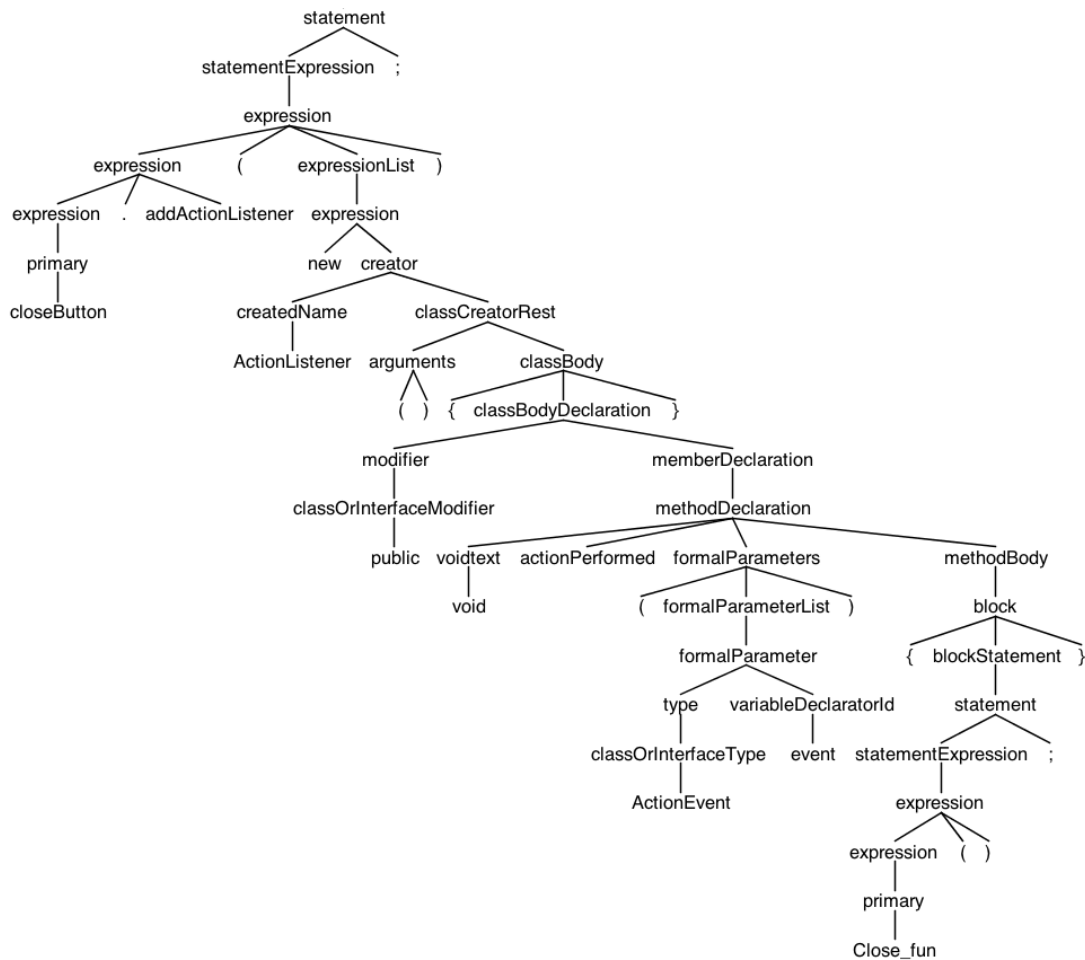 statement
statementExpression ;
expression
expression ( expressionList )
expression . addActionListener expression
primary new creator
closeButton createdName classCreatorRest
ActionListener arguments classBody
( ) { classBodyDeclaration }
modifier memberDeclaration
classOrInterfaceModifier methodDeclaration
public voidtext actionPerformed formalParameters methodBody
void ( formalParameterList ) block
formalParameter { blockStatement }
type variableDeclaratorId statement
classOrInterfaceType event statementExpression ;
ActionEvent expression
expression ( )
primary
Close_fun